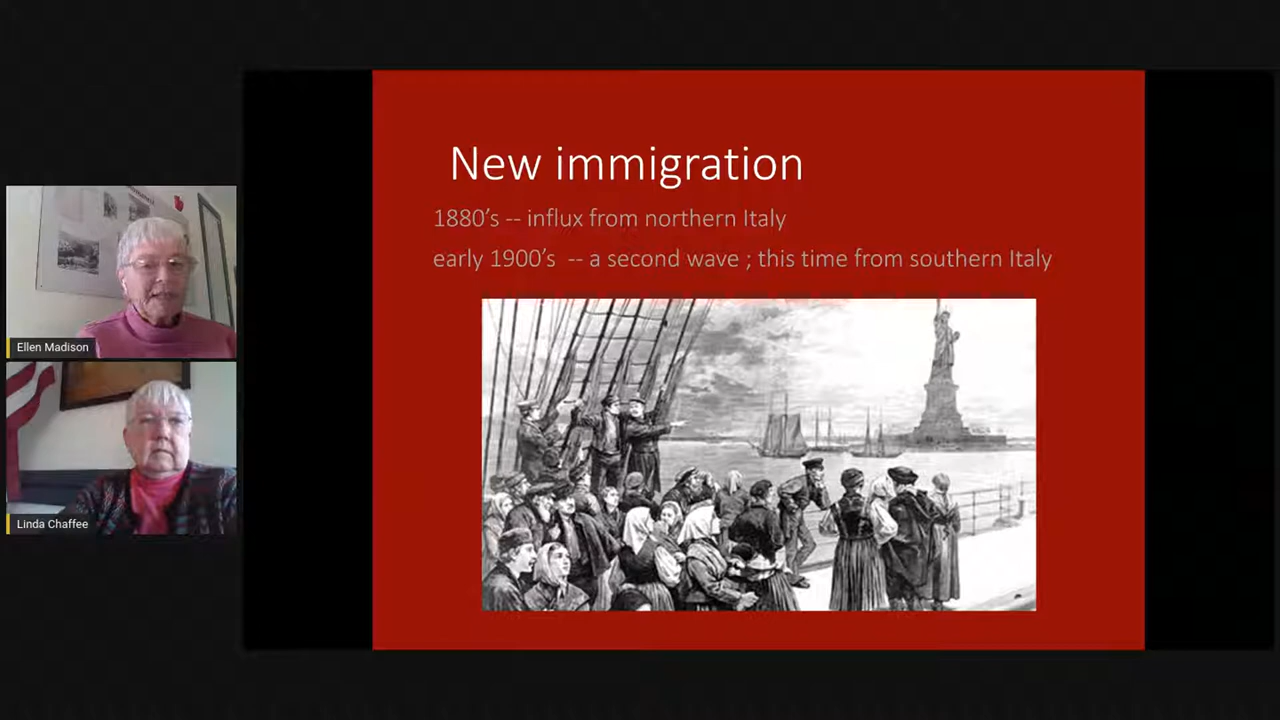 New immigration
1880's -- influx from northern Italy
early 1900's -- a second wave ; this time from southern Italy
Ellen Madison
Linda Chaffee